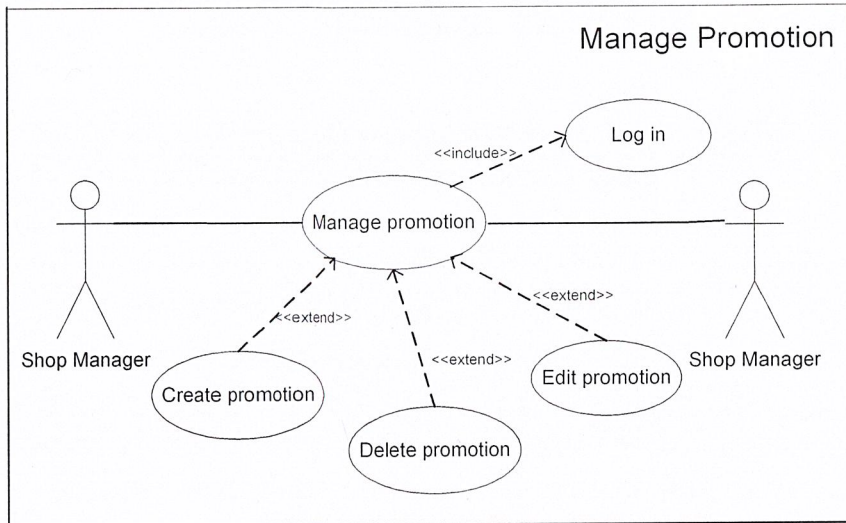 Manage Promotion
Log in
<<include>>
Manage promotion
<<extend>>
<<extend>>
<<extend>>
Shop Manager
Shop Manager
Create promotion
Edit promotion
Delete promotion